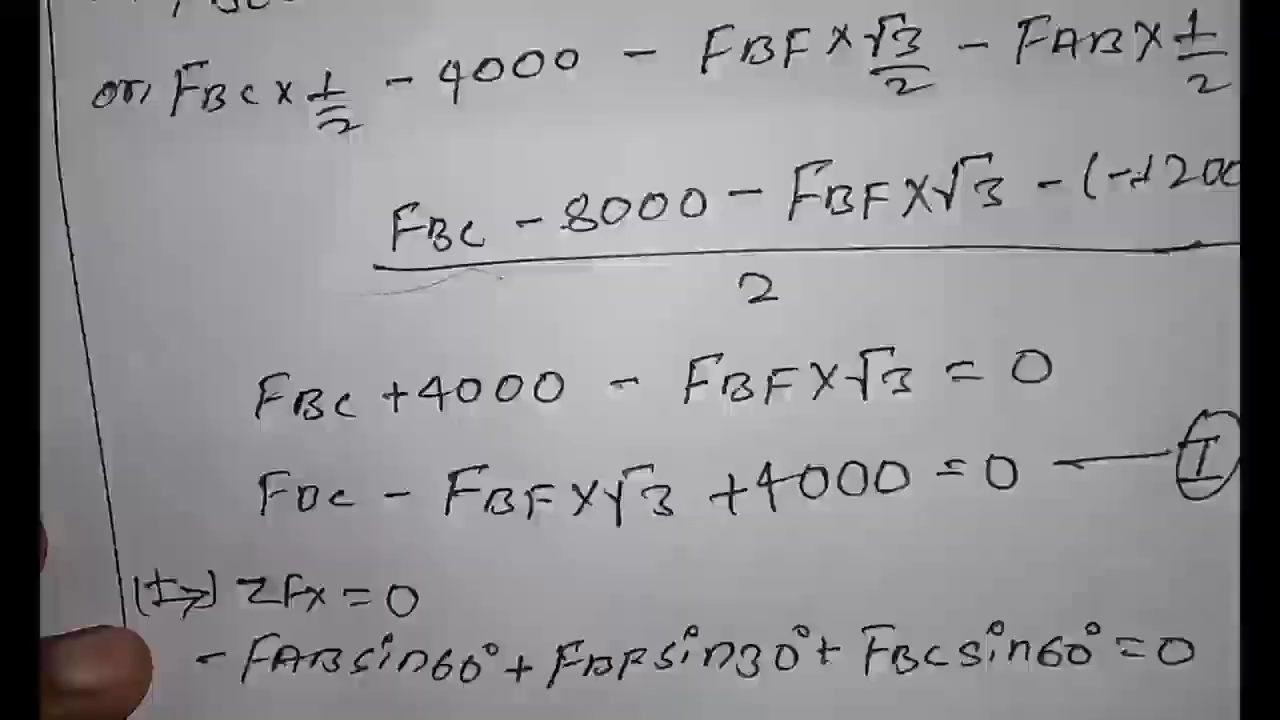 or, FBC × 1/2 - 4000 - FBF × √3/2 - FAB × 1/2
FBC - 8000 - FBF × √3 - (-1200
2
FBC + 4000 - FBF × √3 = 0
FBC - FBF × √3 + 4000 = 0 — I
(+→) ΣFx = 0
- FAB sin60° + FBF sin30° + FBC sin60° = 0